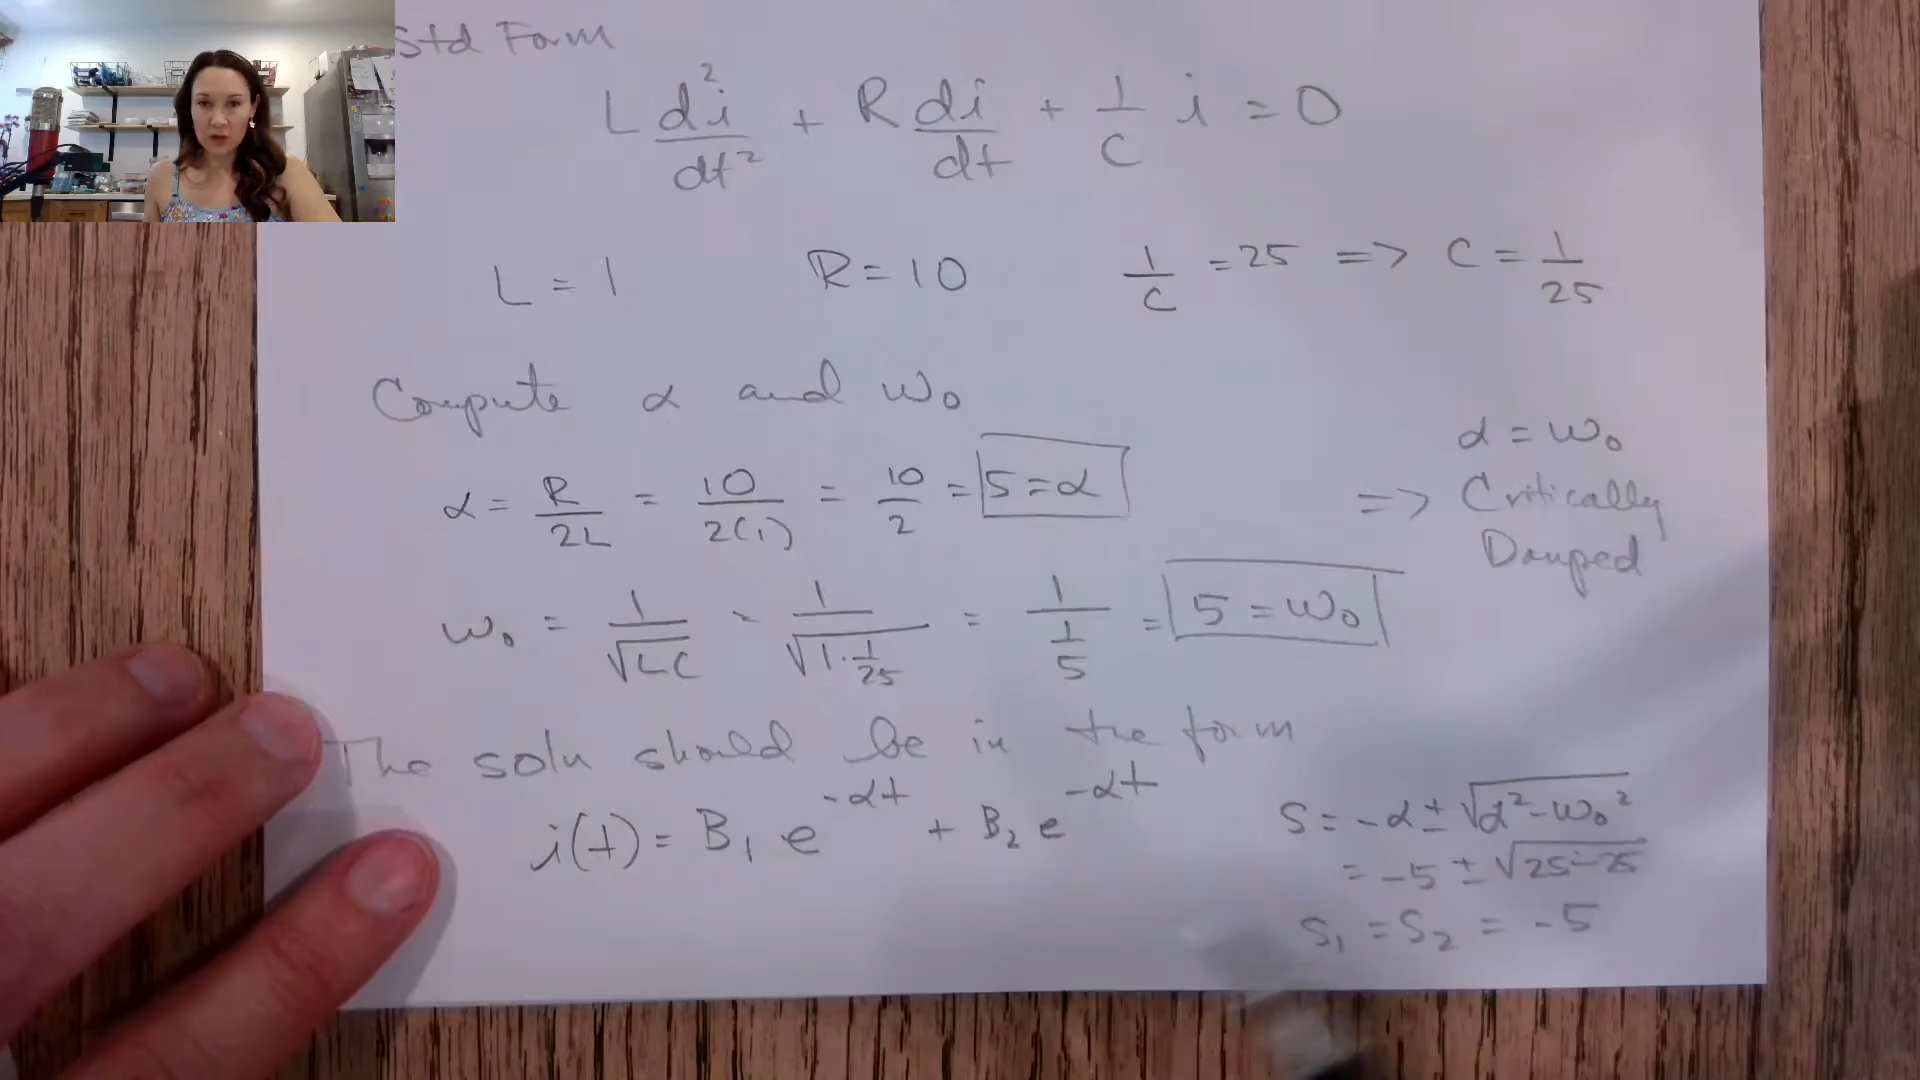 Std Form
L d²i/dt² + R di/dt + 1/C i = 0
L = 1 R = 10 1/C = 25 => C = 1/25
Compute α and ω₀
α = R/2L = 10/2(1) = 10/2 = 5 = α
α = ω₀
=> Critically
Damped
ω₀ = 1/√LC = 1/√1·1/25 = 1/1/5 = 5 = ω₀
The soln should be in the form
i(t) = B₁ e^-αt + B₂ e^-αt
S = -α ± √α² - ω₀²
= -5 ± √25 - 25
S₁ = S₂ = -5